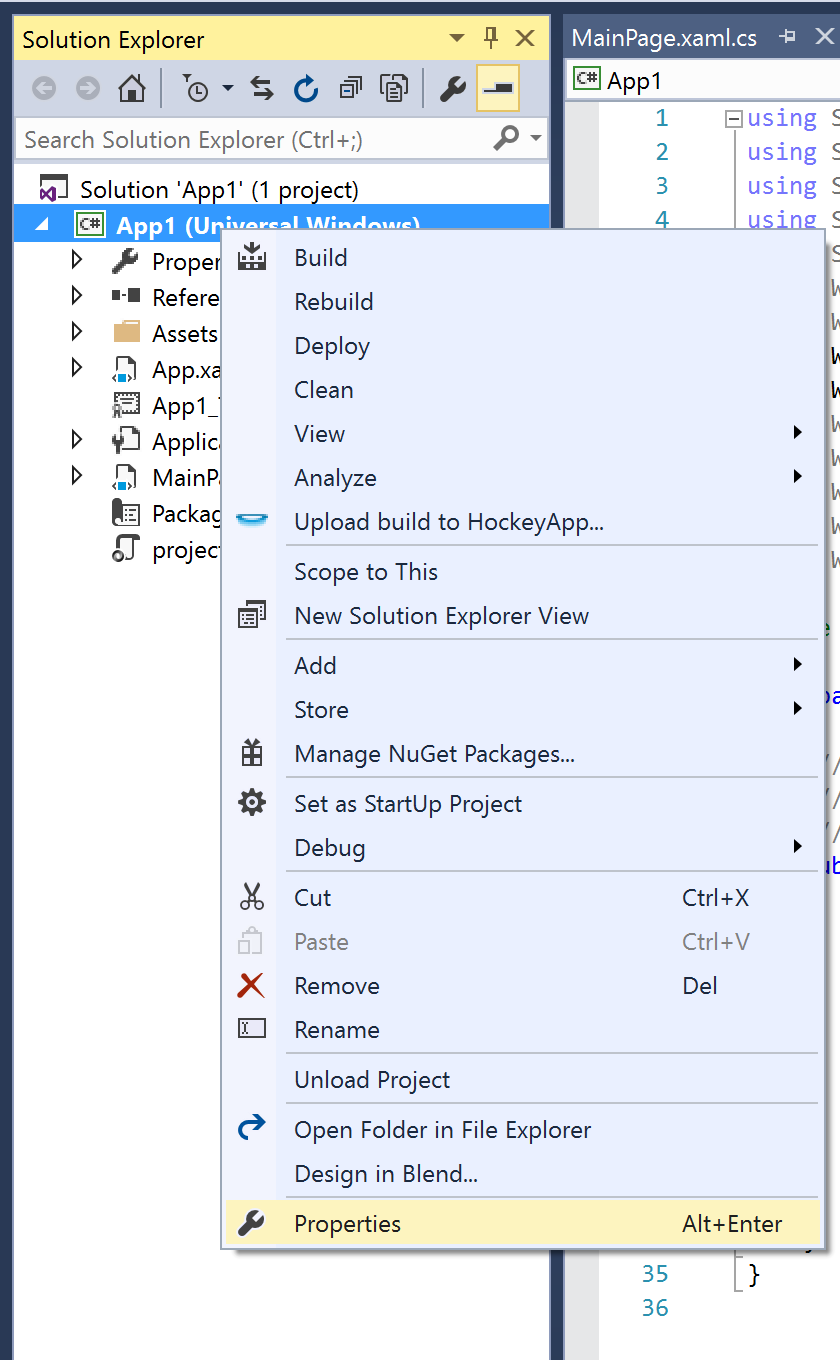 Solution Explorer
Search Solution Explorer (Ctrl+;)
Solution 'App1' (1 project)
App1 (Universal Windows)
Proper
Refere
Assets
App.xa
App1_
Applic
MainPa
Packag
project
Build
Rebuild
Deploy
Clean
View
Analyze
Upload build to HockeyApp...
Scope to This
New Solution Explorer View
Add
Store
Manage NuGet Packages...
Set as StartUp Project
Debug
Cut Ctrl+X
Paste Ctrl+V
Remove Del
Rename
Unload Project
Open Folder in File Explorer
Design in Blend...
Properties Alt+Enter
MainPage.xaml.cs
C# App1
1 using S
2 using S
3 using S
4 using S
35 }
36